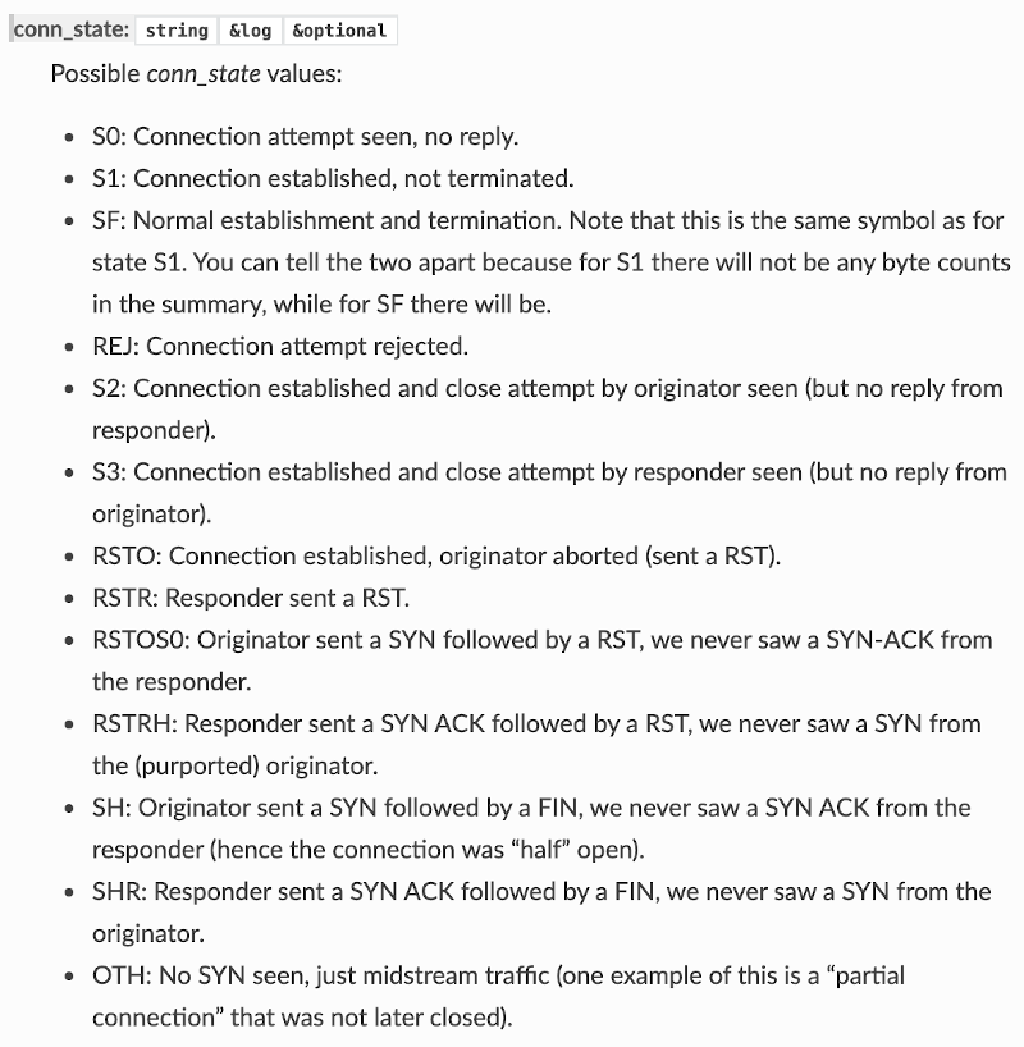 conn_state: string &log &optional
Possible conn_state values:
• S0: Connection attempt seen, no reply.
• S1: Connection established, not terminated.
• SF: Normal establishment and termination. Note that this is the same symbol as for
state S1. You can tell the two apart because for S1 there will not be any byte counts
in the summary, while for SF there will be.
• REJ: Connection attempt rejected.
• S2: Connection established and close attempt by originator seen (but no reply from
responder).
• S3: Connection established and close attempt by responder seen (but no reply from
originator).
• RSTO: Connection established, originator aborted (sent a RST).
• RSTR: Responder sent a RST.
• RSTOS0: Originator sent a SYN followed by a RST, we never saw a SYN-ACK from
the responder.
• RSTRH: Responder sent a SYN ACK followed by a RST, we never saw a SYN from
the (purported) originator.
• SH: Originator sent a SYN followed by a FIN, we never saw a SYN ACK from the
responder (hence the connection was “half” open).
• SHR: Responder sent a SYN ACK followed by a FIN, we never saw a SYN from the
originator.
• OTH: No SYN seen, just midstream traffic (one example of this is a “partial
connection” that was not later closed).